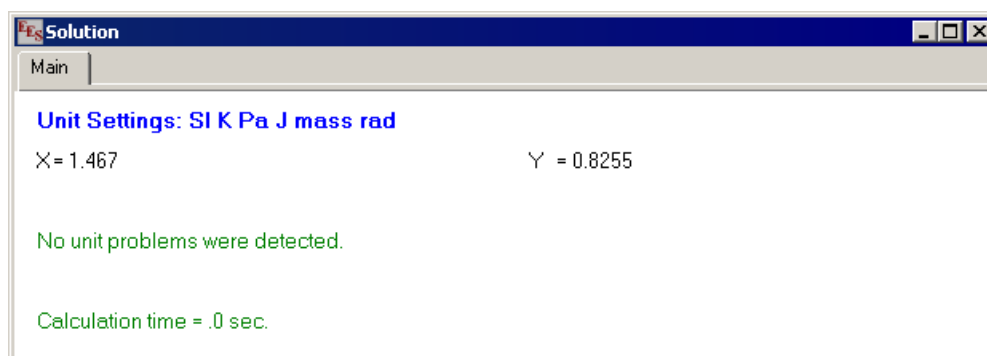 EES Solution
Main
Unit Settings: SI K Pa J mass rad
X = 1.467 Y = 0.8255
No unit problems were detected.
Calculation time = .0 sec.